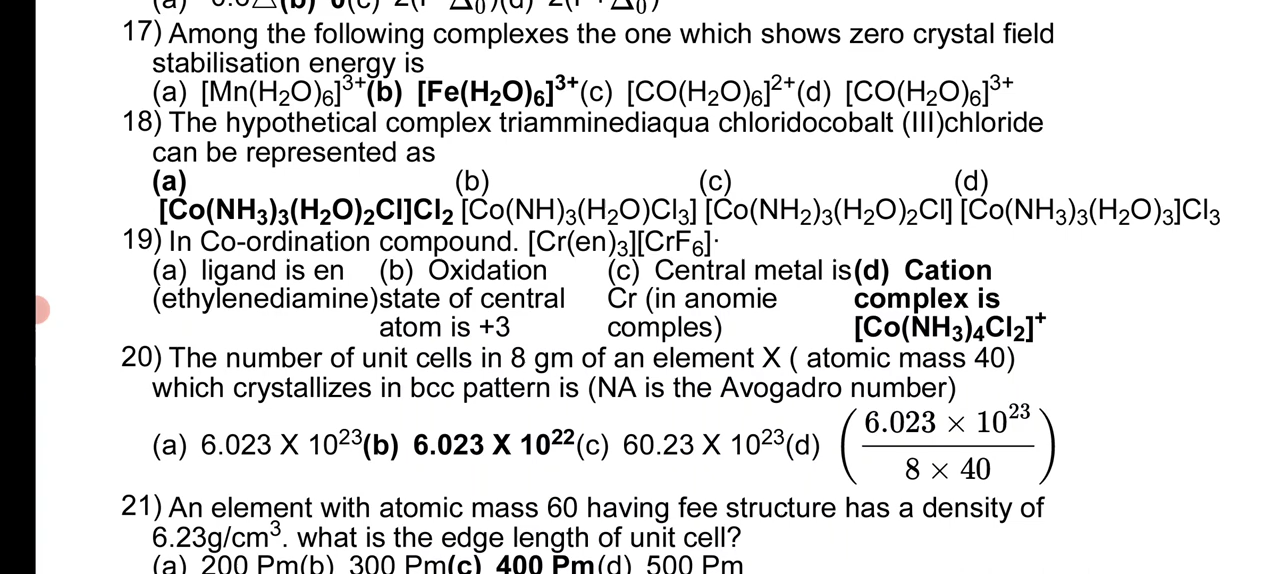 17) Among the following complexes the one which shows zero crystal field
stabilisation energy is
(a) [Mn(H₂O)₆]³⁺(b) [Fe(H₂O)₆]³⁺(c) [CO(H₂O)₆]²⁺(d) [CO(H₂O)₆]³⁺
18) The hypothetical complex triamminediaqua chloridocobalt (III)chloride
can be represented as
(a) (b) (c) (d)
[Co(NH₃)₃(H₂O)₂Cl]Cl₂ [Co(NH)₃(H₂O)Cl₃] [Co(NH₂)₃(H₂O)₂Cl] [Co(NH₃)₃(H₂O)₃]Cl₃
19) In Co-ordination compound. [Cr(en)₃][CrF₆]·
(a) ligand is en (b) Oxidation (c) Central metal is (d) Cation
(ethylenediamine) state of central Cr (in anomie complex is
atom is +3 comples) [Co(NH₃)₄Cl₂]⁺
20) The number of unit cells in 8 gm of an element X ( atomic mass 40)
which crystallizes in bcc pattern is (NA is the Avogadro number)
(a) 6.023 X 10²³(b) 6.023 X 10²²(c) 60.23 X 10²³(d) (6.023 × 10²³ / 8 × 40)
21) An element with atomic mass 60 having fee structure has a density of
6.23g/cm³. what is the edge length of unit cell?
(a) 200 Pm(b) 300 Pm(c) 400 Pm(d) 500 Pm